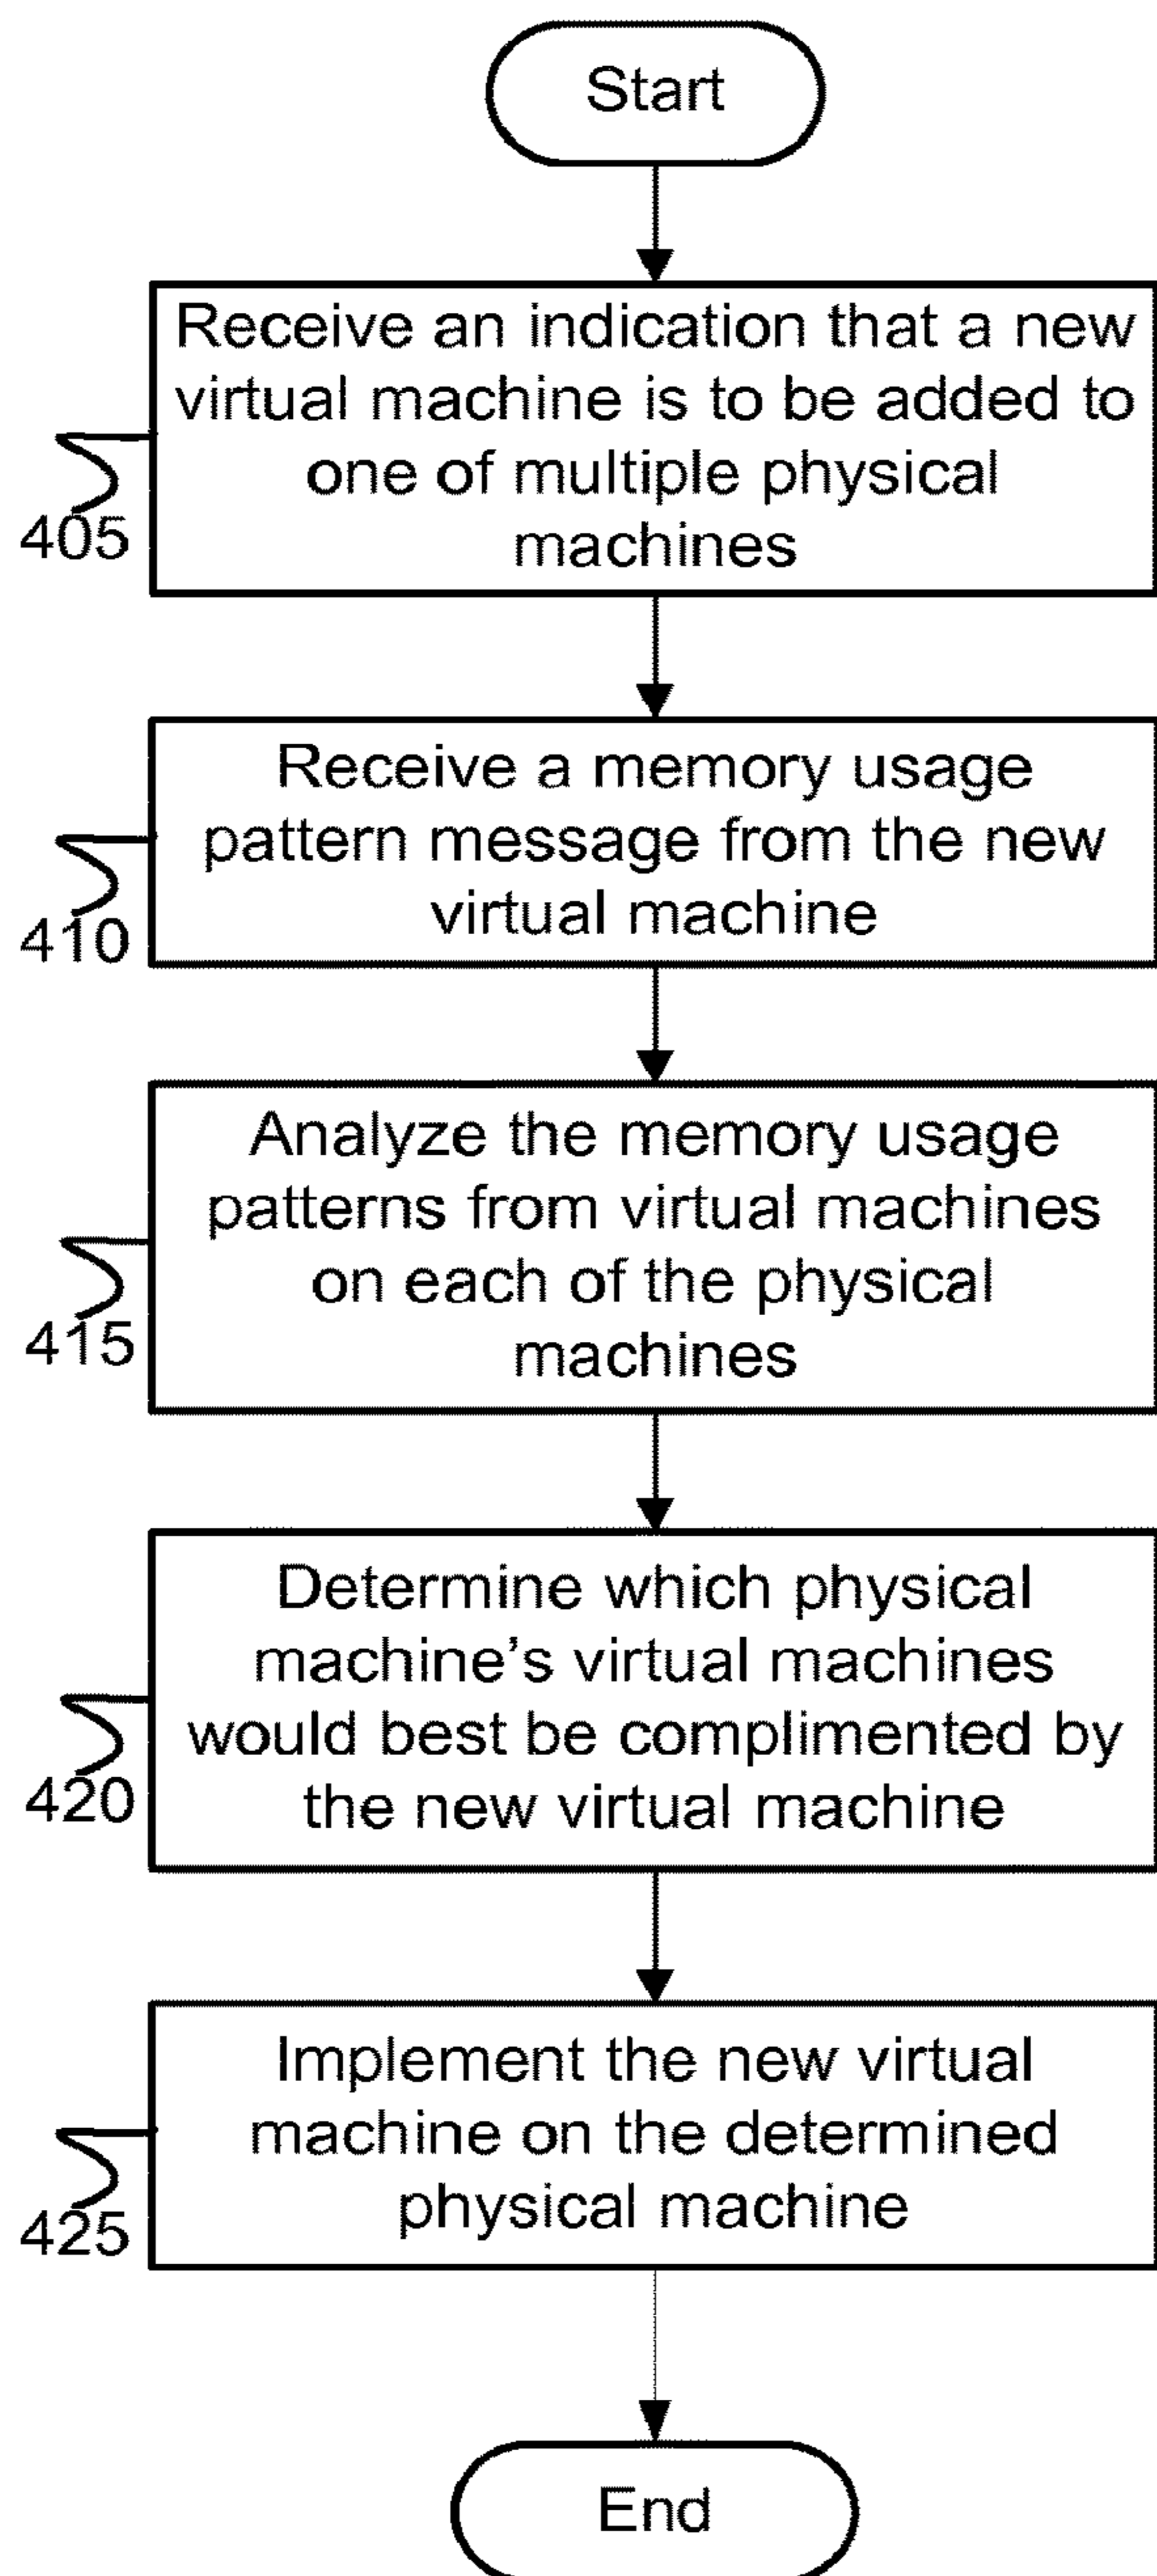 Start
Receive an indication that a new
virtual machine is to be added to
one of multiple physical
machines
405
Receive a memory usage
pattern message from the new
virtual machine
410
Analyze the memory usage
patterns from virtual machines
on each of the physical
machines
415
Determine which physical
machine’s virtual machines
would best be complimented by
the new virtual machine
420
Implement the new virtual
machine on the determined
physical machine
425
End